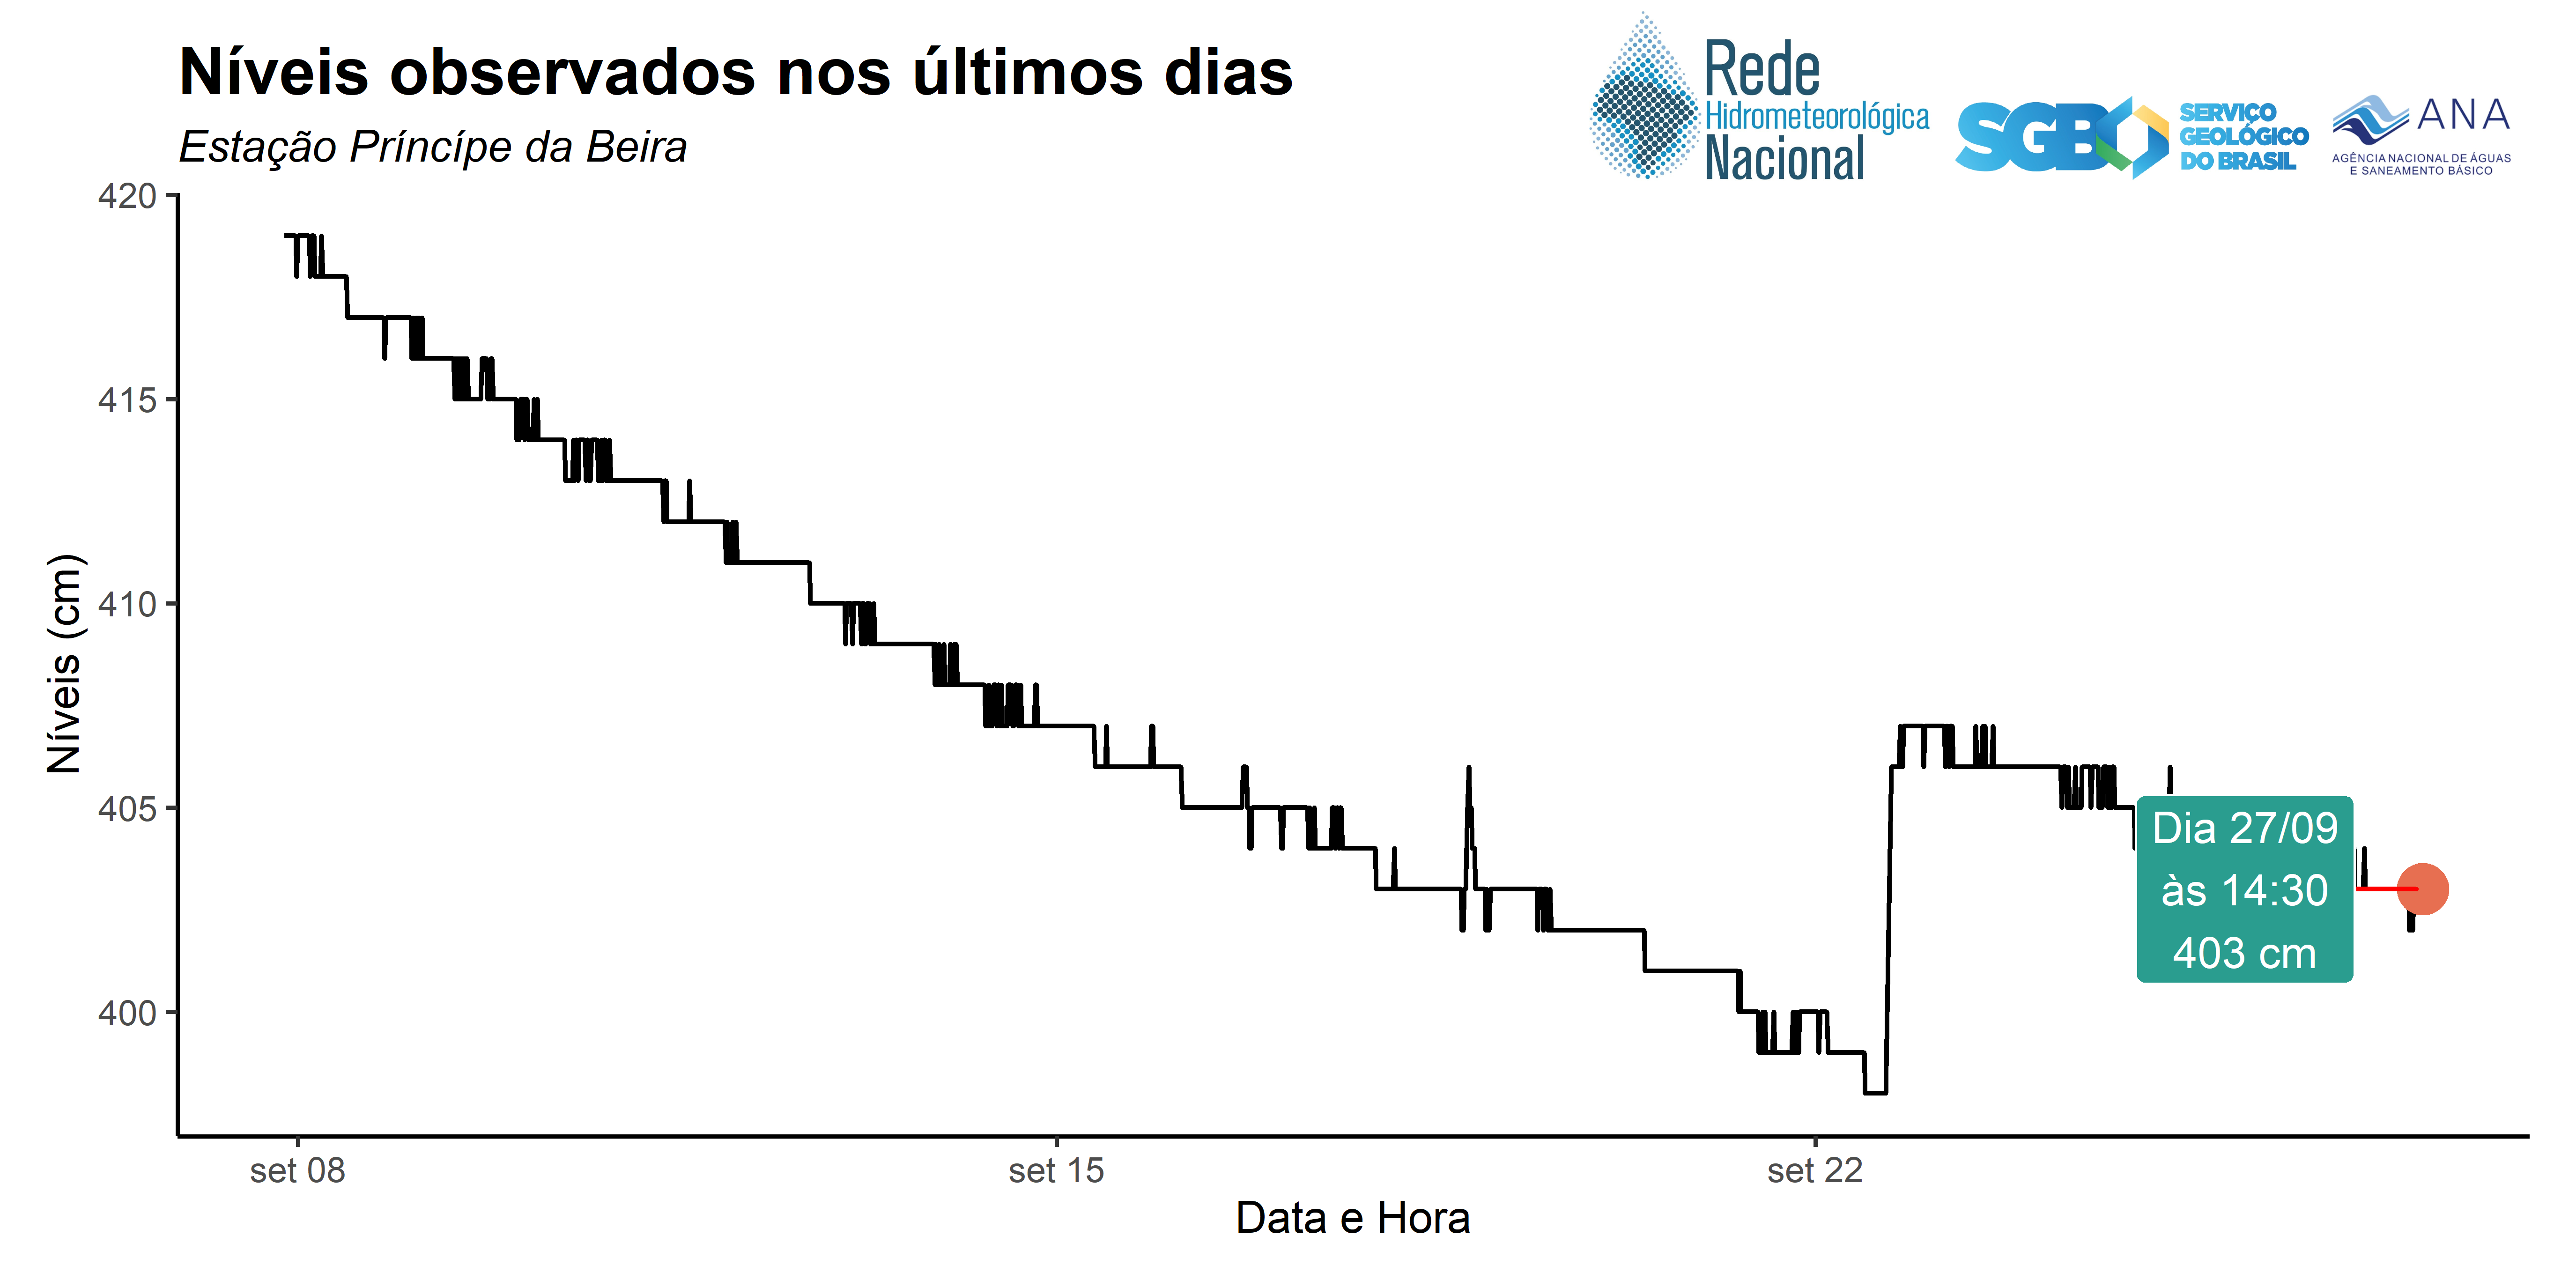 Níveis observados nos últimos dias
Estação Príncípe da Beira
Rede
Hidrometeorológica
Nacional
SGB
SERVIÇO
GEOLÓGICO
DO BRASIL
ANA
AGÊNCIA NACIONAL DE ÁGUAS
E SANEAMENTO BÁSICO
420
415
410
405
400
Níveis (cm)
Dia 27/09
às 14:30
403 cm
set 08
set 15
set 22
Data e Hora